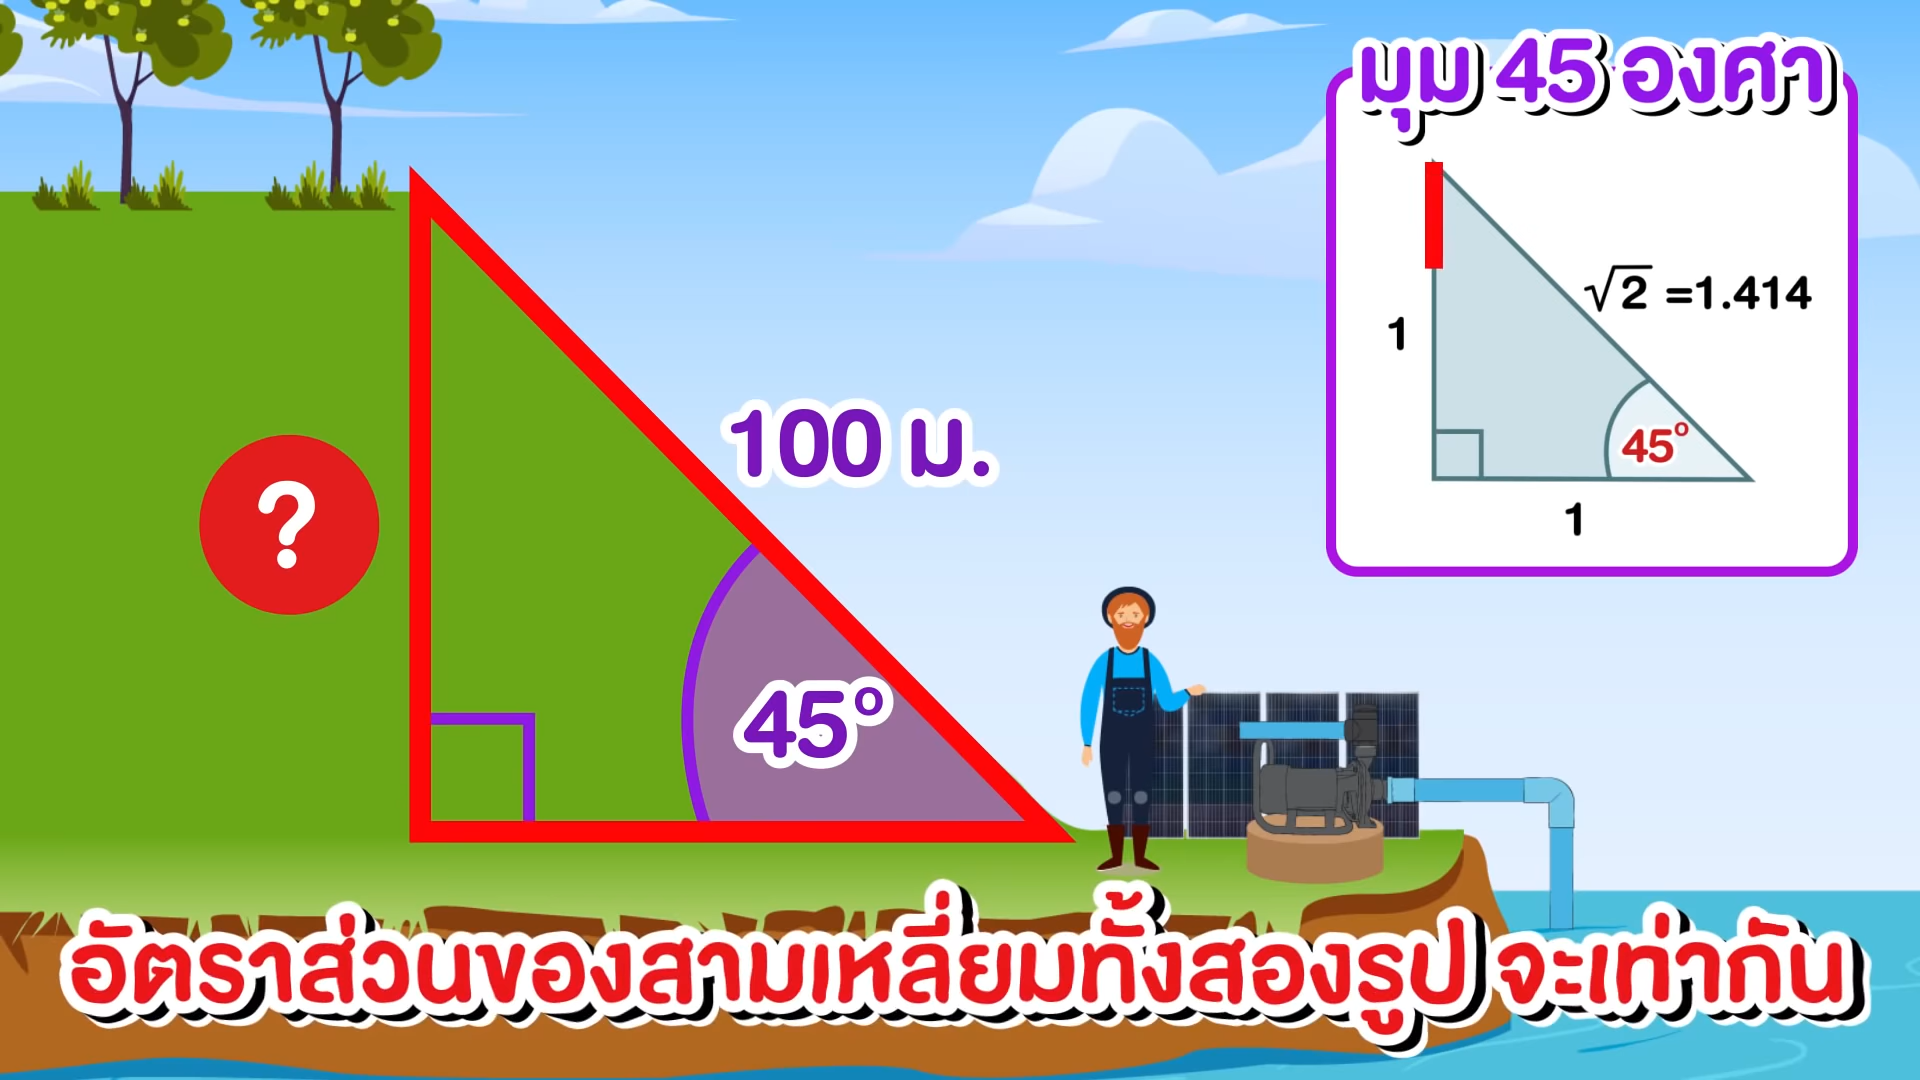 มุม 45 องศา
√2 =1.414
1
45°
1
100 ม.
?
45°
อัตราส่วนของสามเหลี่ยมทั้งสองรูป จะเท่ากัน